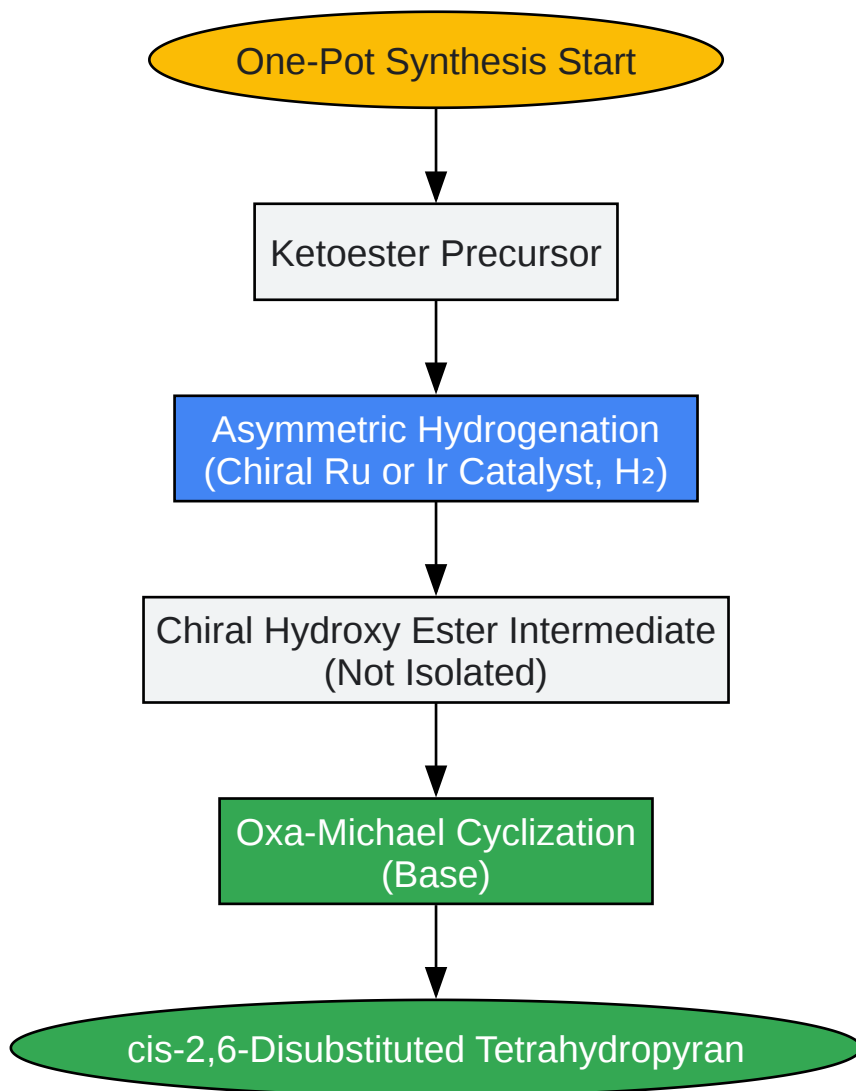 One-Pot Synthesis Start
Ketoester Precursor
Asymmetric Hydrogenation
(Chiral Ru or Ir Catalyst, H₂)
Chiral Hydroxy Ester Intermediate
(Not Isolated)
Oxa-Michael Cyclization
(Base)
cis-2,6-Disubstituted Tetrahydropyran